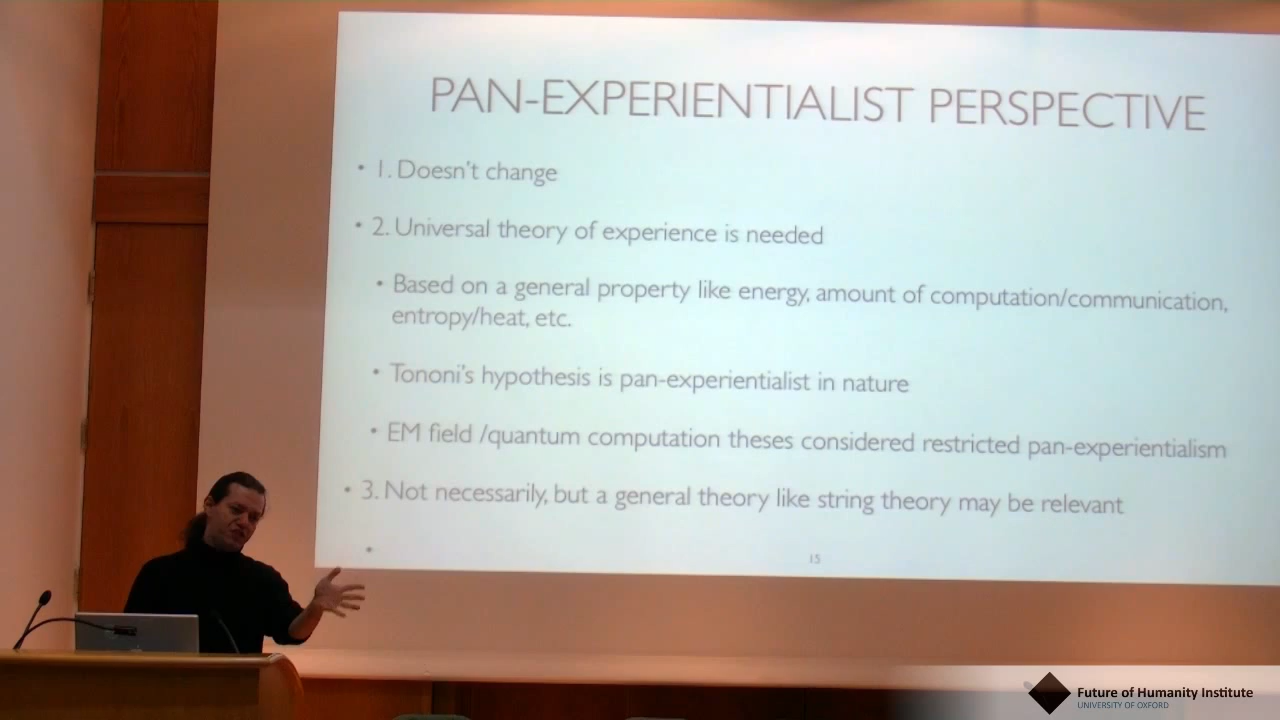 PAN-EXPERIENTIALIST PERSPECTIVE
• 1. Doesn't change
• 2. Universal theory of experience is needed
• Based on a general property like energy, amount of computation/communication,
entropy/heat, etc.
• Tononi's hypothesis is pan-experientialist in nature
• EM field /quantum computation theses considered restricted pan-experientialism
• 3. Not necessarily, but a general theory like string theory may be relevant
•
15
Future of Humanity Institute
UNIVERSITY OF OXFORD